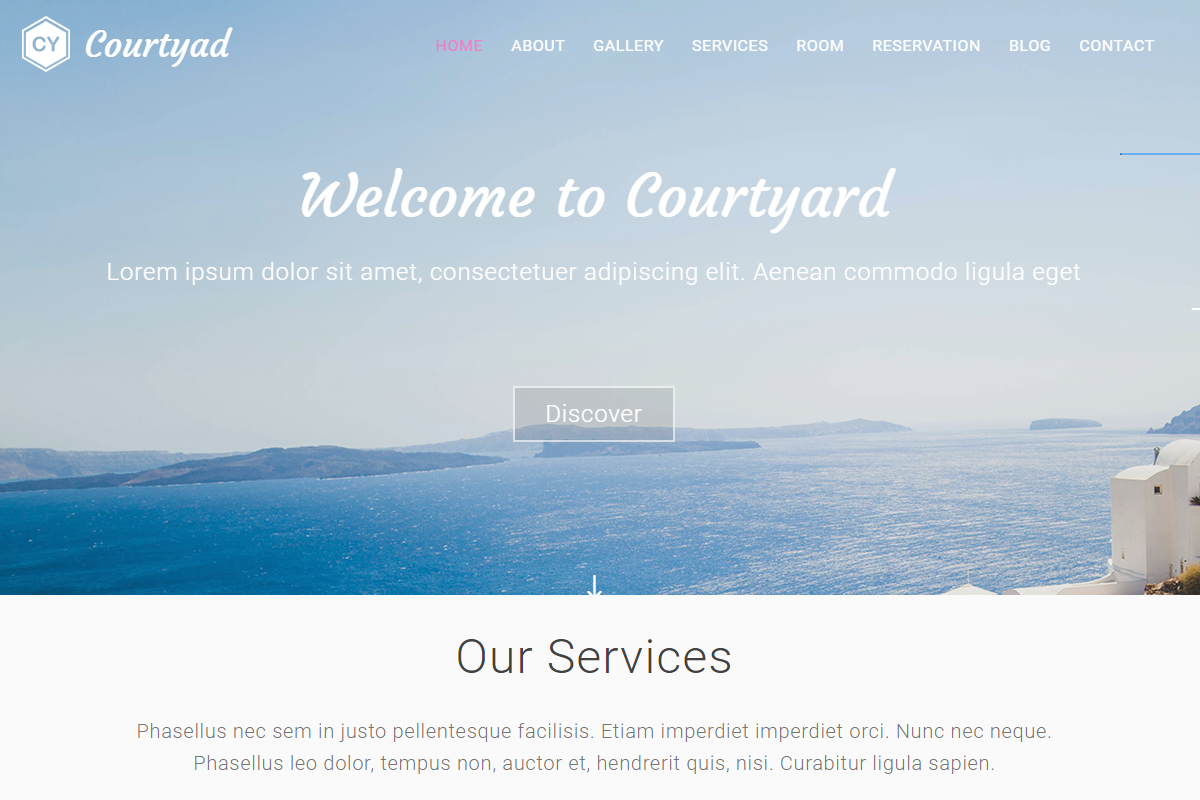 CY Courtyad
HOME ABOUT GALLERY SERVICES ROOM RESERVATION BLOG CONTACT
Welcome to Courtyard
Lorem ipsum dolor sit amet, consectetuer adipiscing elit. Aenean commodo ligula eget
Discover
Our Services
Phasellus nec sem in justo pellentesque facilisis. Etiam imperdiet imperdiet orci. Nunc nec neque.
Phasellus leo dolor, tempus non, auctor et, hendrerit quis, nisi. Curabitur ligula sapien.